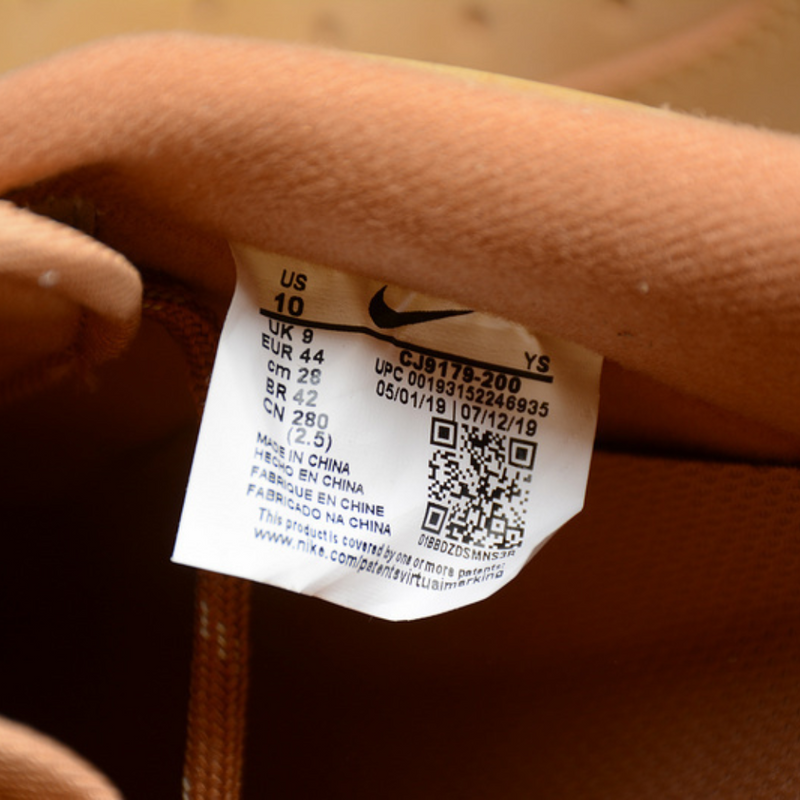 US
10
YS
UK 9
EUR 44
cm 28
BR 42
CN 280
(2.5)
CJ9179-200
UPC 00193152246935
05/01/19 | 07/12/19
MADE IN CHINA
HECHO EN CHINA
FABRIQUE EN CHINE
FABRICADO NA CHINA
01BBDZDSMNS3R
This product is covered by one or more patents:
www.nike.com/patentsvirtualmarking